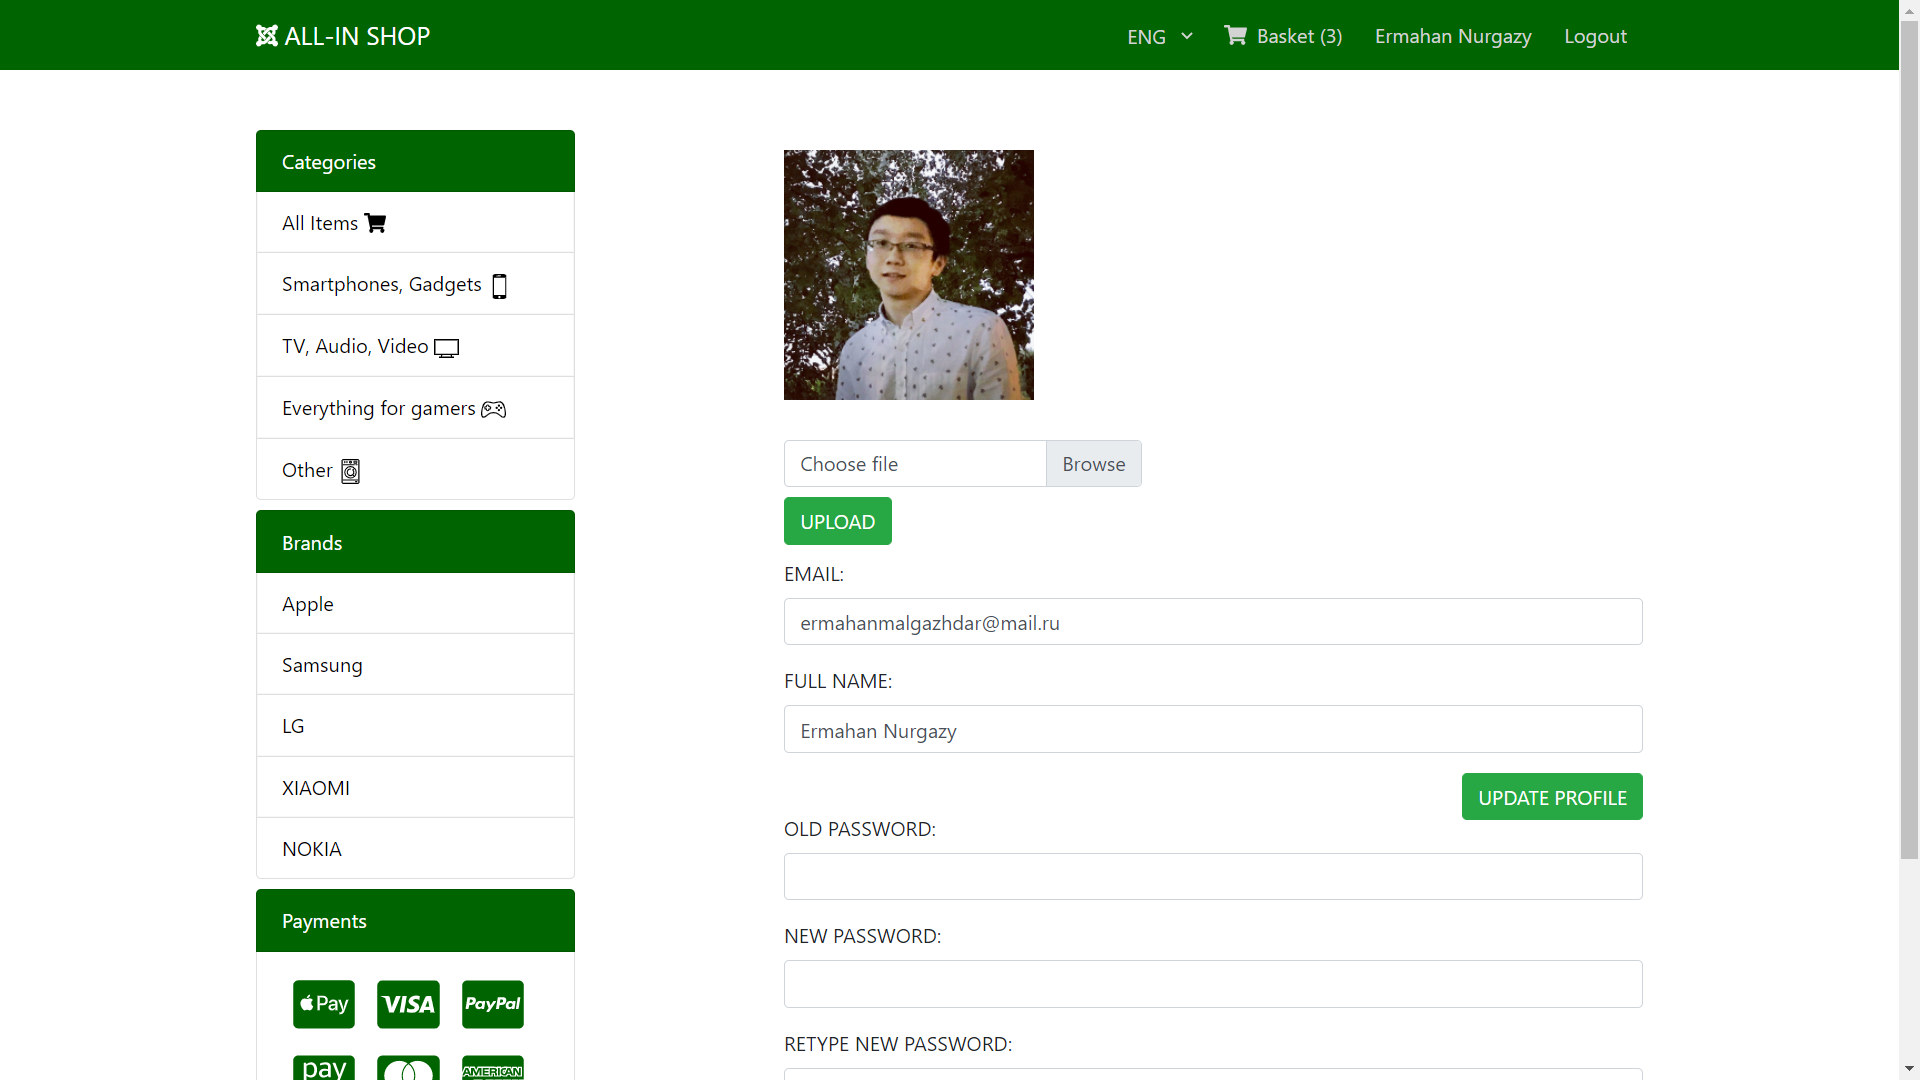 ALL-IN SHOP
ENG
Basket (3)
Ermahan Nurgazy
Logout
Categories
All Items
Smartphones, Gadgets
TV, Audio, Video
Everything for gamers
Other
Brands
Apple
Samsung
LG
XIAOMI
NOKIA
Payments
Pay
VISA
PayPal
pay
AMERICAN
Choose file
Browse
UPLOAD
EMAIL:
ermahanmalgazhdar@mail.ru
FULL NAME:
Ermahan Nurgazy
UPDATE PROFILE
OLD PASSWORD:
NEW PASSWORD:
RETYPE NEW PASSWORD: